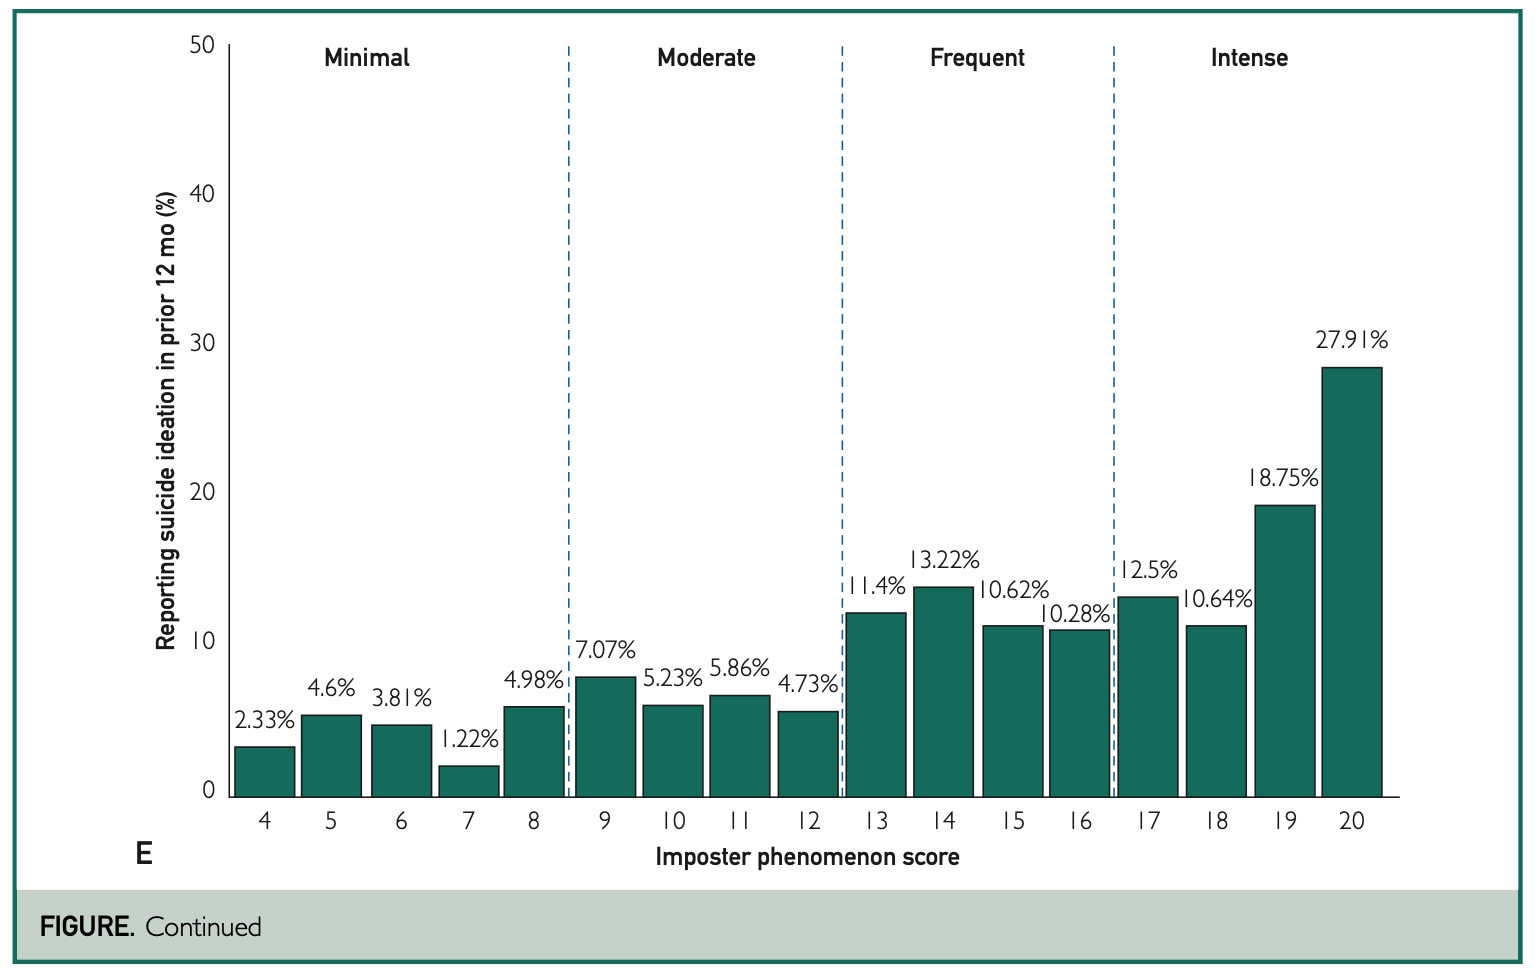 50
Minimal
Moderate
Frequent
Intense
40
30
20
10
0
Reporting suicide ideation in prior 12 mo (%)
2.33%
4.6%
3.81%
1.22%
4.98%
7.07%
5.23%
5.86%
4.73%
11.4%
13.22%
10.62%
10.28%
12.5%
10.64%
18.75%
27.91%
4 5 6 7 8 9 10 11 12 13 14 15 16 17 18 19 20
E
Imposter phenomenon score
FIGURE. Continued